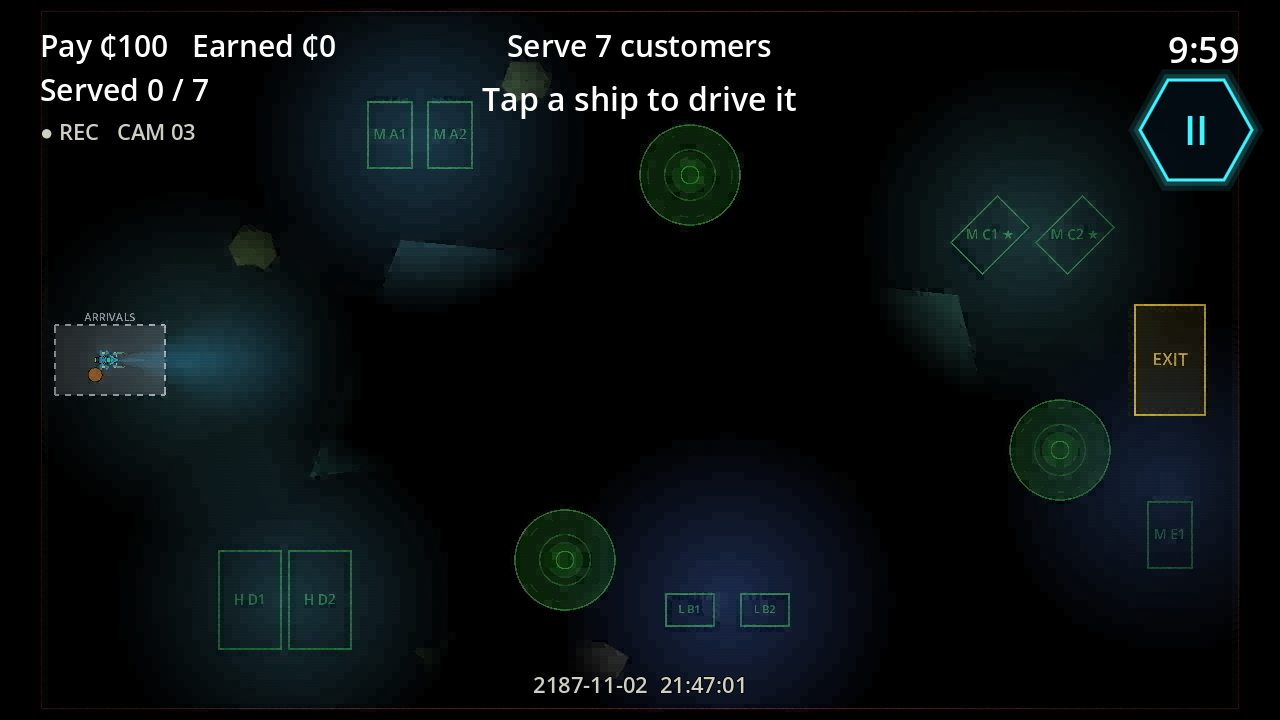 Pay ₵100 Earned ₵0
Serve 7 customers
9:59
Served 0 / 7
Tap a ship to drive it
● REC CAM 03
M A1
M A2
M C1 ★
M C2 ★
ARRIVALS
EXIT
M E1
H D1
H D2
L B1
L B2
2187-11-02 21:47:01